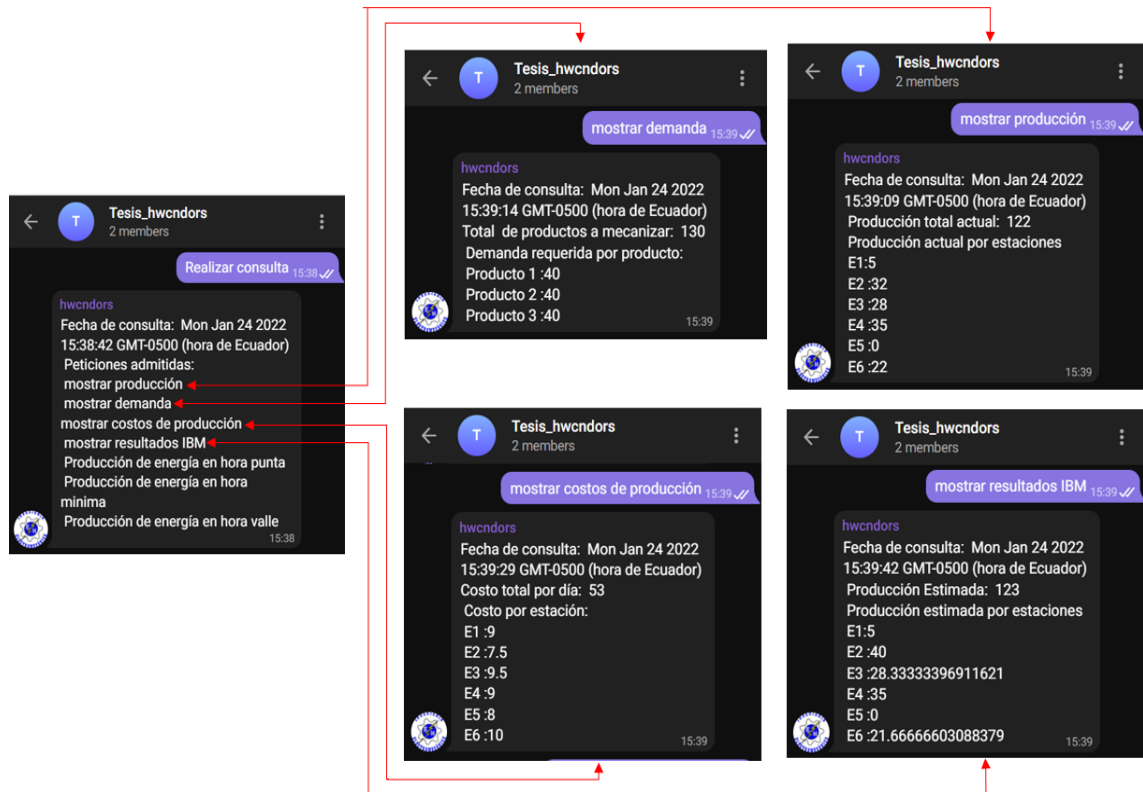 Tesis_hwcndors
2 members
T
Realizar consulta 15:38
hwcndors
Fecha de consulta: Mon Jan 24 2022
15:38:42 GMT-0500 (hora de Ecuador)
Peticiones admitidas:
mostrar producción
mostrar demanda
mostrar costos de producción
mostrar resultados IBM
Producción de energía en hora punta
Producción de energía en hora
minima
Producción de energía en hora valle
15:38
Tesis_hwcndors
2 members
T
mostrar demanda 15:39
hwcndors
Fecha de consulta: Mon Jan 24 2022
15:39:14 GMT-0500 (hora de Ecuador)
Total de productos a mecanizar: 130
Demanda requerida por producto:
Producto 1 :40
Producto 2 :40
Producto 3 :40
15:39
Tesis_hwcndors
2 members
T
mostrar producción 15:39
hwcndors
Fecha de consulta: Mon Jan 24 2022
15:39:09 GMT-0500 (hora de Ecuador)
Producción total actual: 122
Producción actual por estaciones
E1:5
E2 :32
E3 :28
E4 :35
E5 :0
E6 :22
15:39
Tesis_hwcndors
2 members
T
mostrar costos de producción 15:39
hwcndors
Fecha de consulta: Mon Jan 24 2022
15:39:29 GMT-0500 (hora de Ecuador)
Costo total por día: 53
Costo por estación:
E1 :9
E2 :7.5
E3 :9.5
E4 :9
E5 :8
E6 :10
15:39
Tesis_hwcndors
2 members
T
mostrar resultados IBM 15:39
hwcndors
Fecha de consulta: Mon Jan 24 2022
15:39:42 GMT-0500 (hora de Ecuador)
Producción Estimada: 123
Producción estimada por estaciones
E1:5
E2 :40
E3 :28.33333396911621
E4 :35
E5 :0
E6 :21.66666603088379
15:39